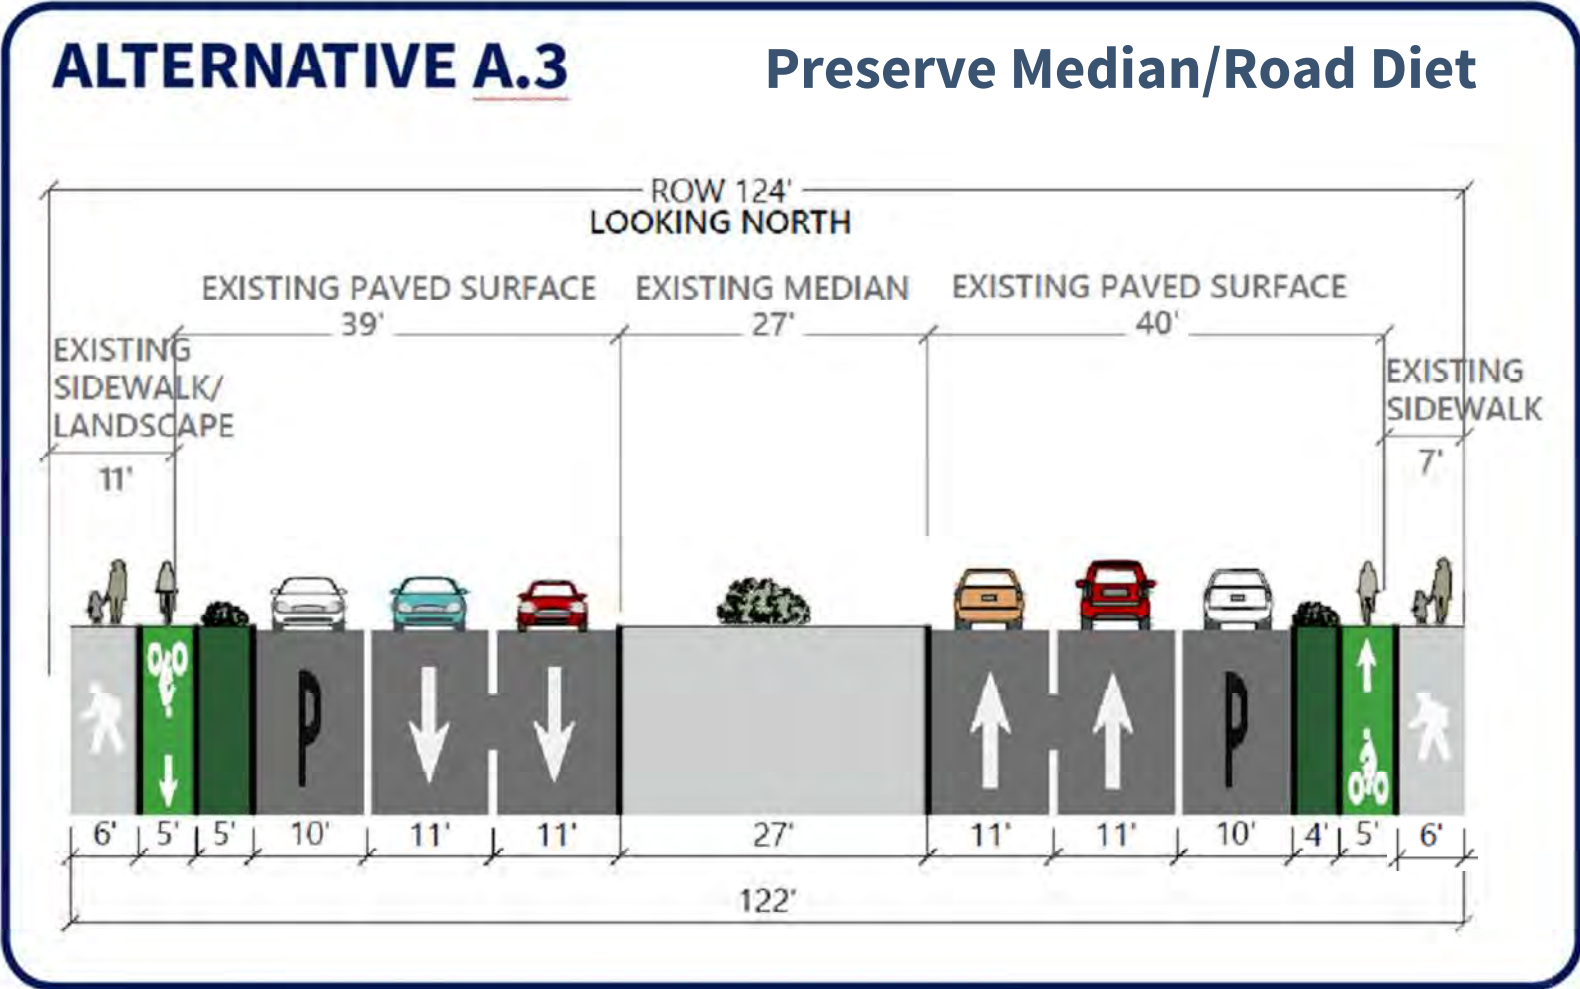 ALTERNATIVE A.3
Preserve Median/Road Diet
ROW 124'
LOOKING NORTH
EXISTING PAVED SURFACE
39'
EXISTING MEDIAN
27'
EXISTING PAVED SURFACE
40'
EXISTING
SIDEWALK/
LANDSCAPE
11'
EXISTING
SIDEWALK
7'
P
P
6' 5' 5' 10' 11' 11' 27' 11' 11' 10' 4' 5' 6'
122'